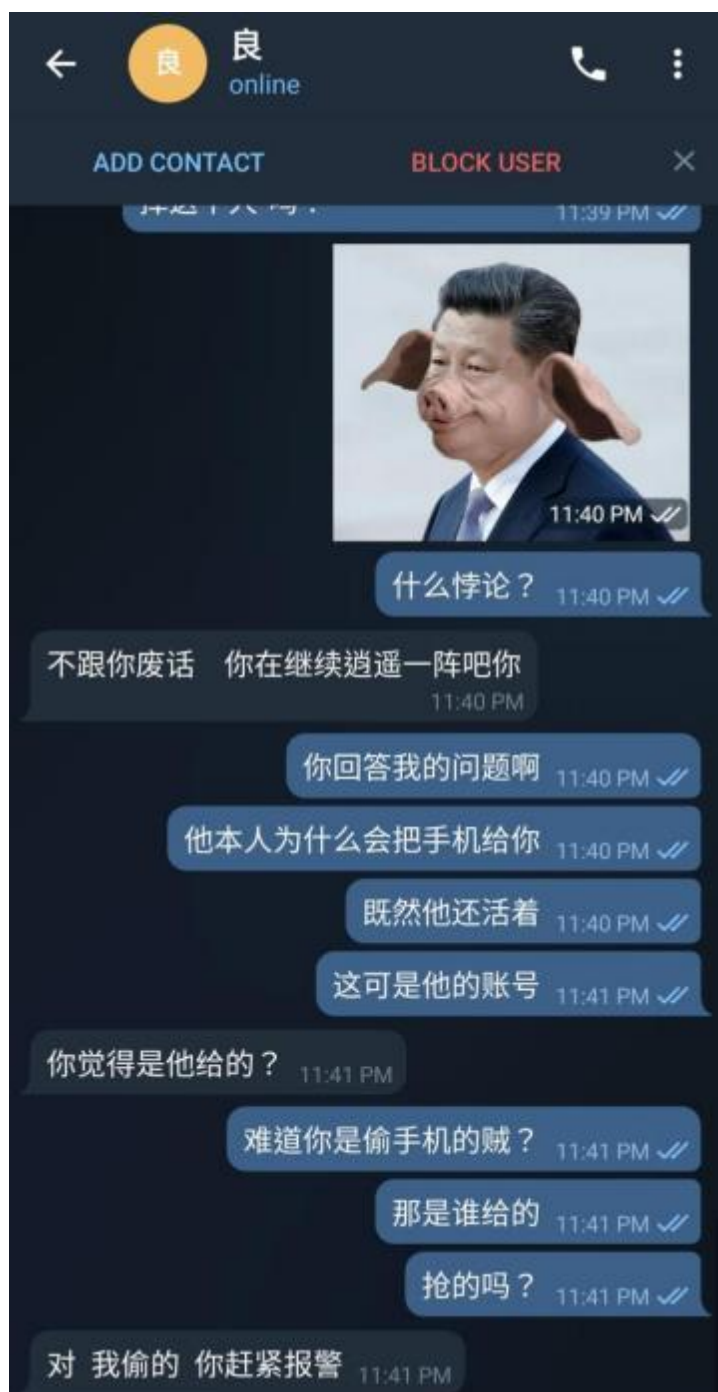 良
良
online
ADD CONTACT
BLOCK USER
11:39 PM
11:40 PM
什么悖论？ 11:40 PM
不跟你废话 你在继续逍遥一阵吧你
11:40 PM
你回答我的问题啊 11:40 PM
他本人为什么会把手机给你 11:40 PM
既然他还活着 11:40 PM
这可是他的账号 11:41 PM
你觉得是他给的？ 11:41 PM
难道你是偷手机的贼？ 11:41 PM
那是谁给的 11:41 PM
抢的吗？ 11:41 PM
对 我偷的 你赶紧报警 11:41 PM